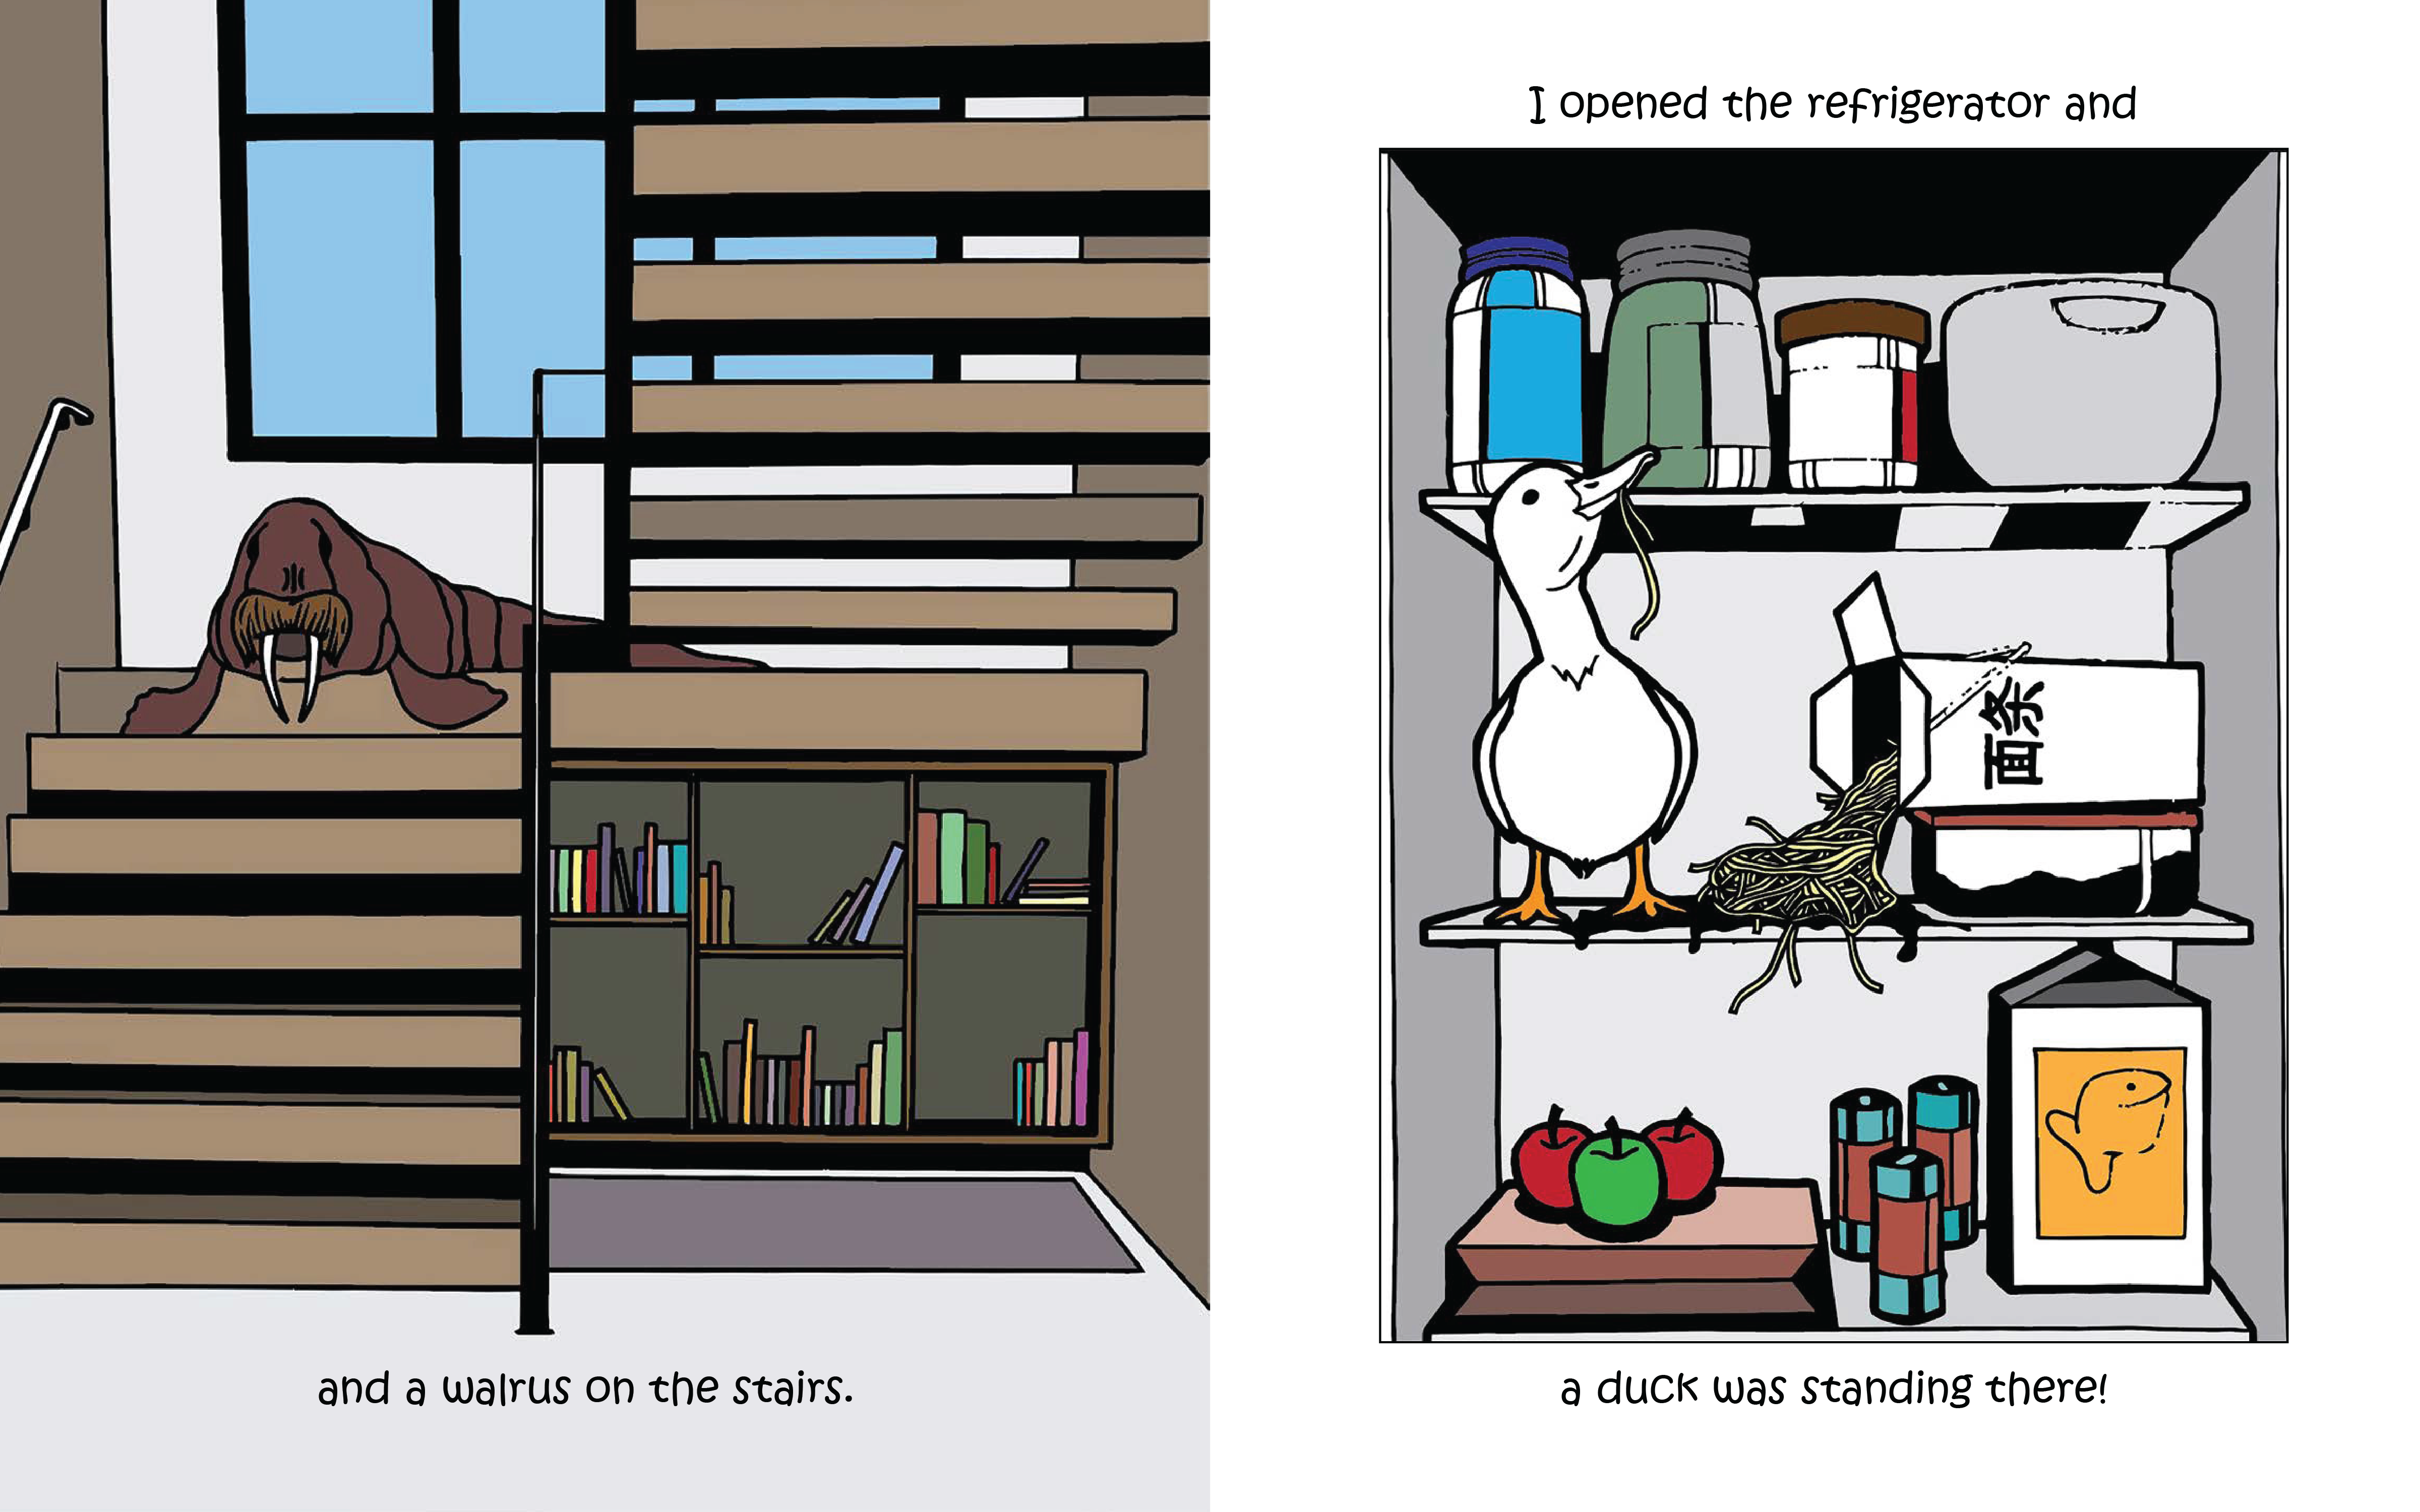 and a walrus on the stairs.
I opened the refrigerator and
面条
a duck was standing there!